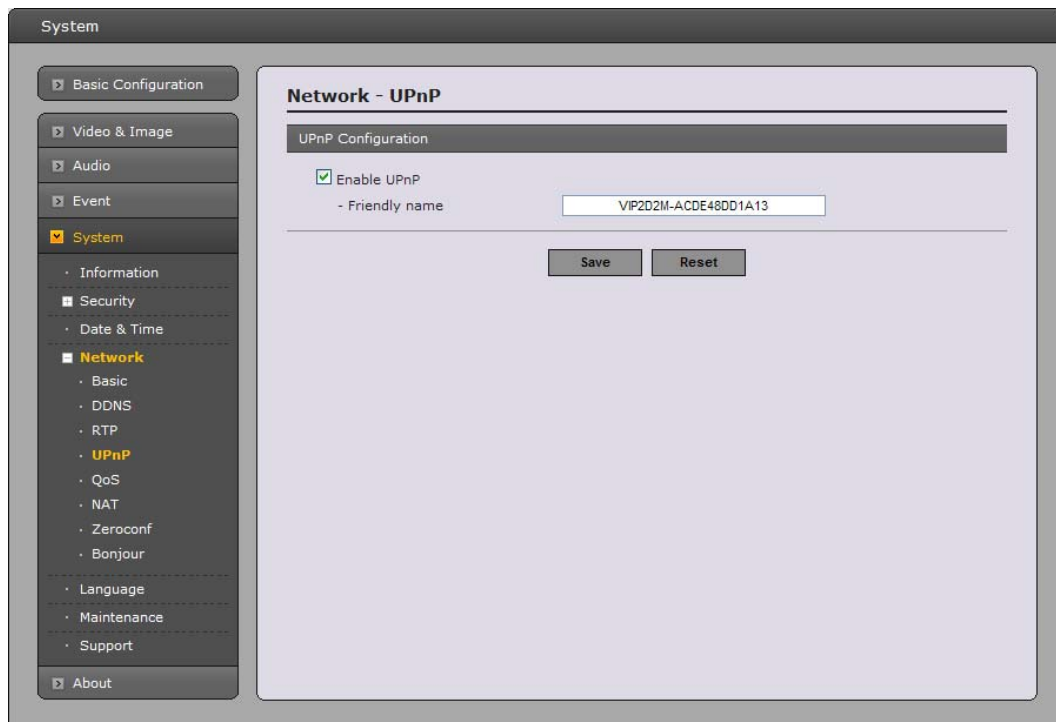 System
Basic Configuration
Video & Image
Audio
Event
System
· Information
Security
· Date & Time
Network
· Basic
· DDNS
· RTP
· UPnP
· QoS
· NAT
· Zeroconf
· Bonjour
· Language
· Maintenance
· Support
About
Network - UPnP
UPnP Configuration
Enable UPnP
- Friendly name VIP2D2M-ACDE48DD1A13
Save Reset